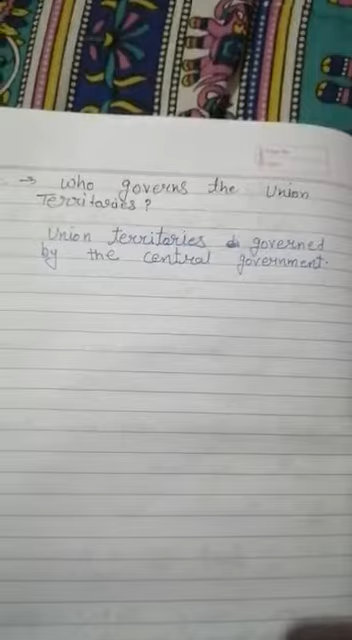 → Who governs the Union
Territories?
Union territories governed
by the central government.